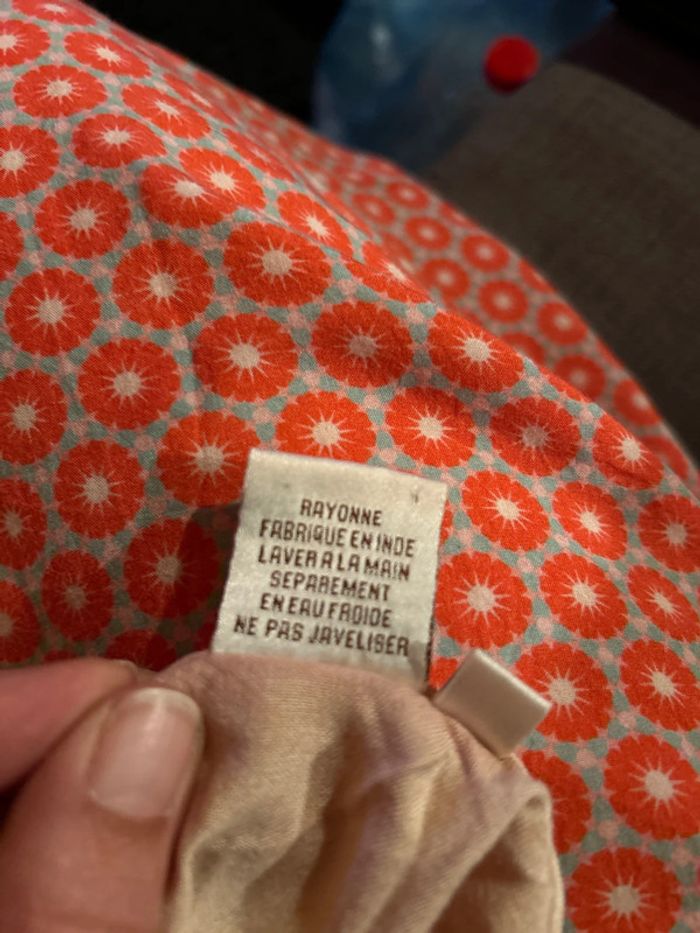 RAYONNE
FABRIQUE EN INDE
LAVER A LA MAIN
SEPAREMENT
EN EAU FROIDE
NE PAS JAVELISER